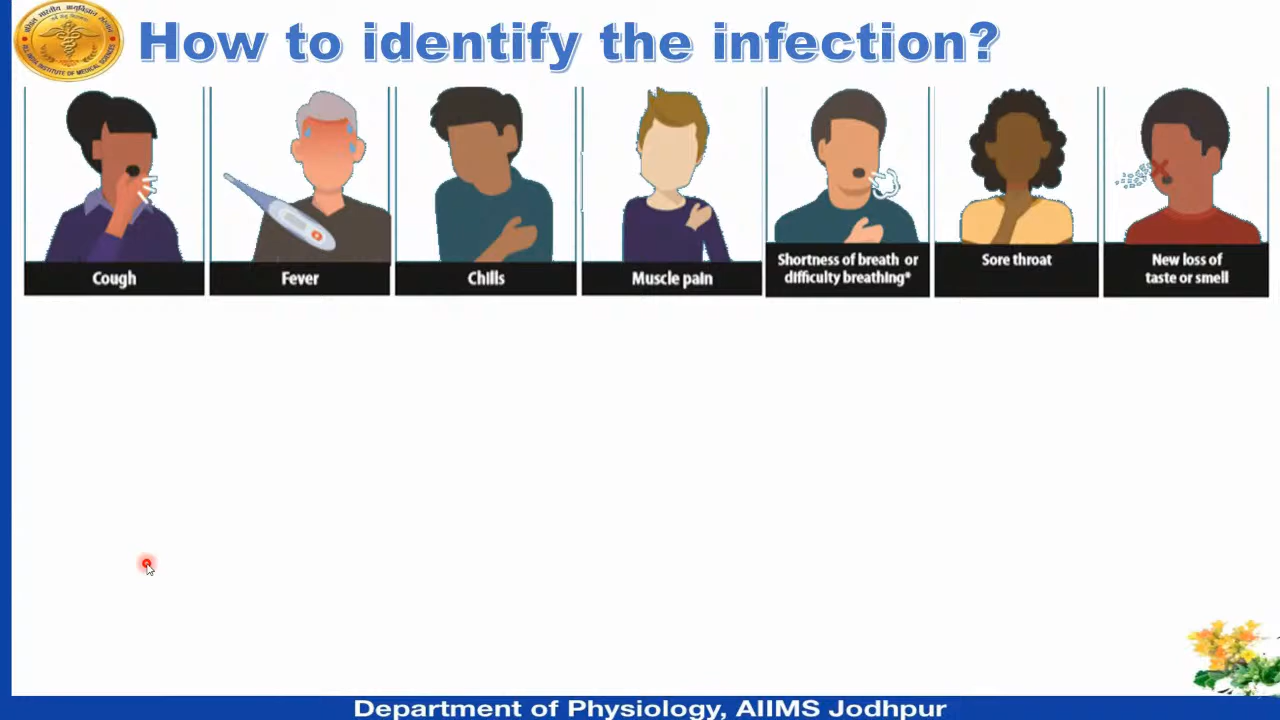 How to identify the infection?
Cough
Fever
Chills
Muscle pain
Shortness of breath or
difficulty breathing*
Sore throat
New loss of
taste or smell
Department of Physiology, AIIMS Jodhpur